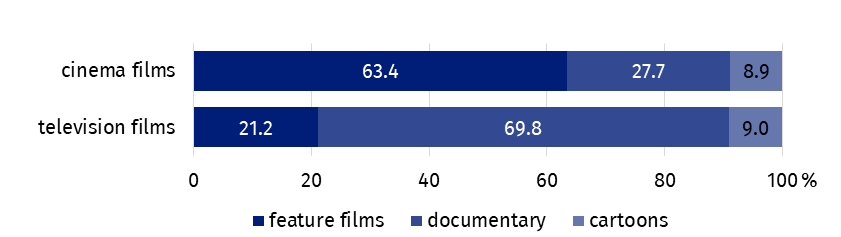 cinema films 63.4 27.7 8.9
television films 21.2 69.8 9.0
0 20 40 60 80 100 %
feature films documentary cartoons